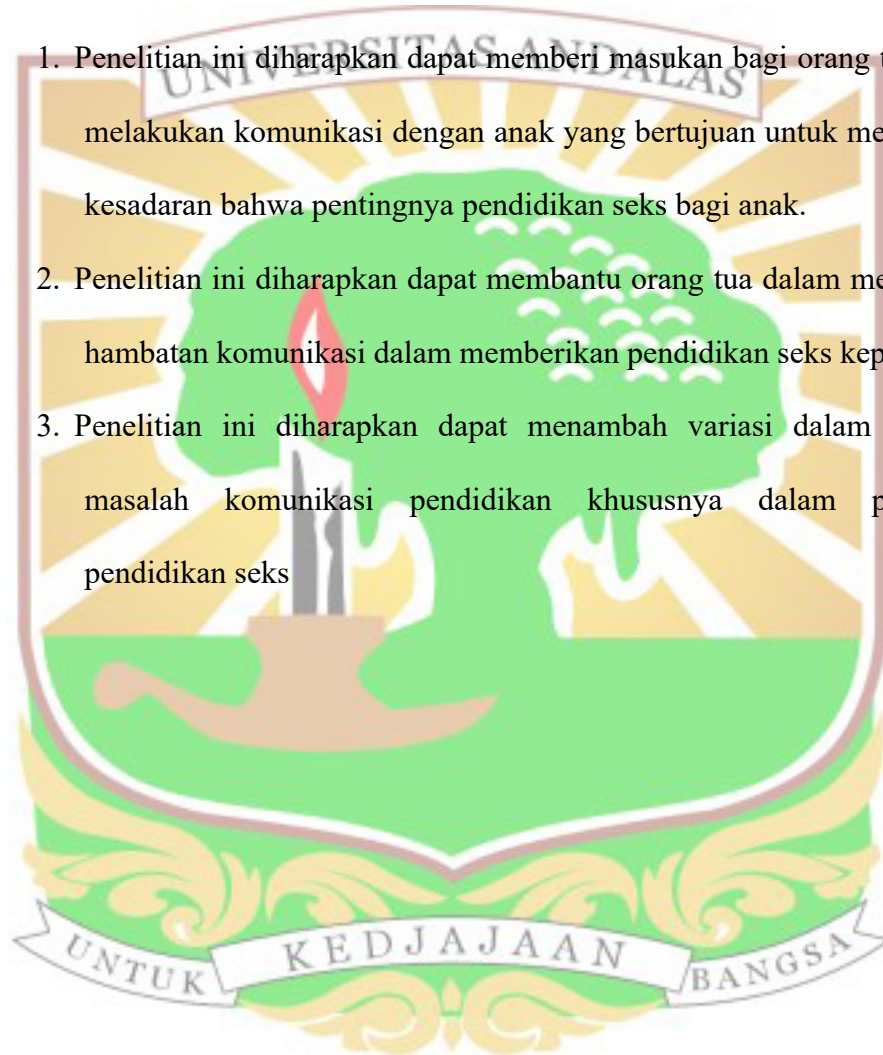 UNIVERSITAS ANDALAS
1. Penelitian ini diharapkan dapat memberi masukan bagi orang
melakukan komunikasi dengan anak yang bertujuan untuk
kesadaran bahwa pentingnya pendidikan seks bagi anak.
2. Penelitian ini diharapkan dapat membantu orang tua dalam
hambatan komunikasi dalam memberikan pendidikan seks
3. Penelitian ini diharapkan dapat menambah variasi dalam
masalah komunikasi pendidikan khususnya dalam
pendidikan seks
UNTUK KEDJAJAAN BANGSA